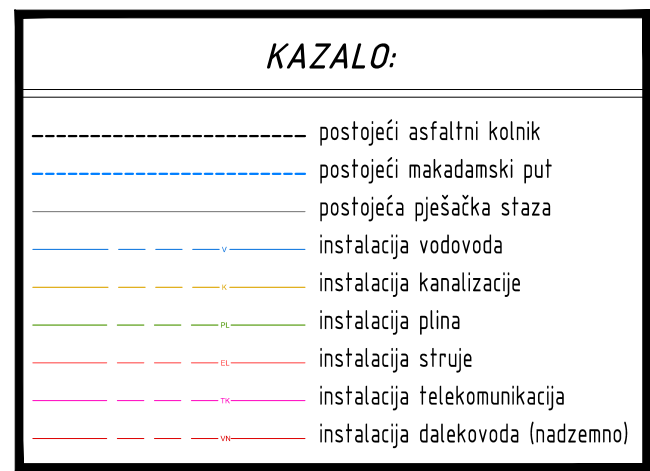 KAZALO:
postojeći asfaltni kolnik
postojeći makadamski put
postojeća pješačka staza
V instalacija vodovoda
K instalacija kanalizacije
PL instalacija plina
EL instalacija struje
TK instalacija telekomunikacija
VN instalacija dalekovoda (nadzemno)